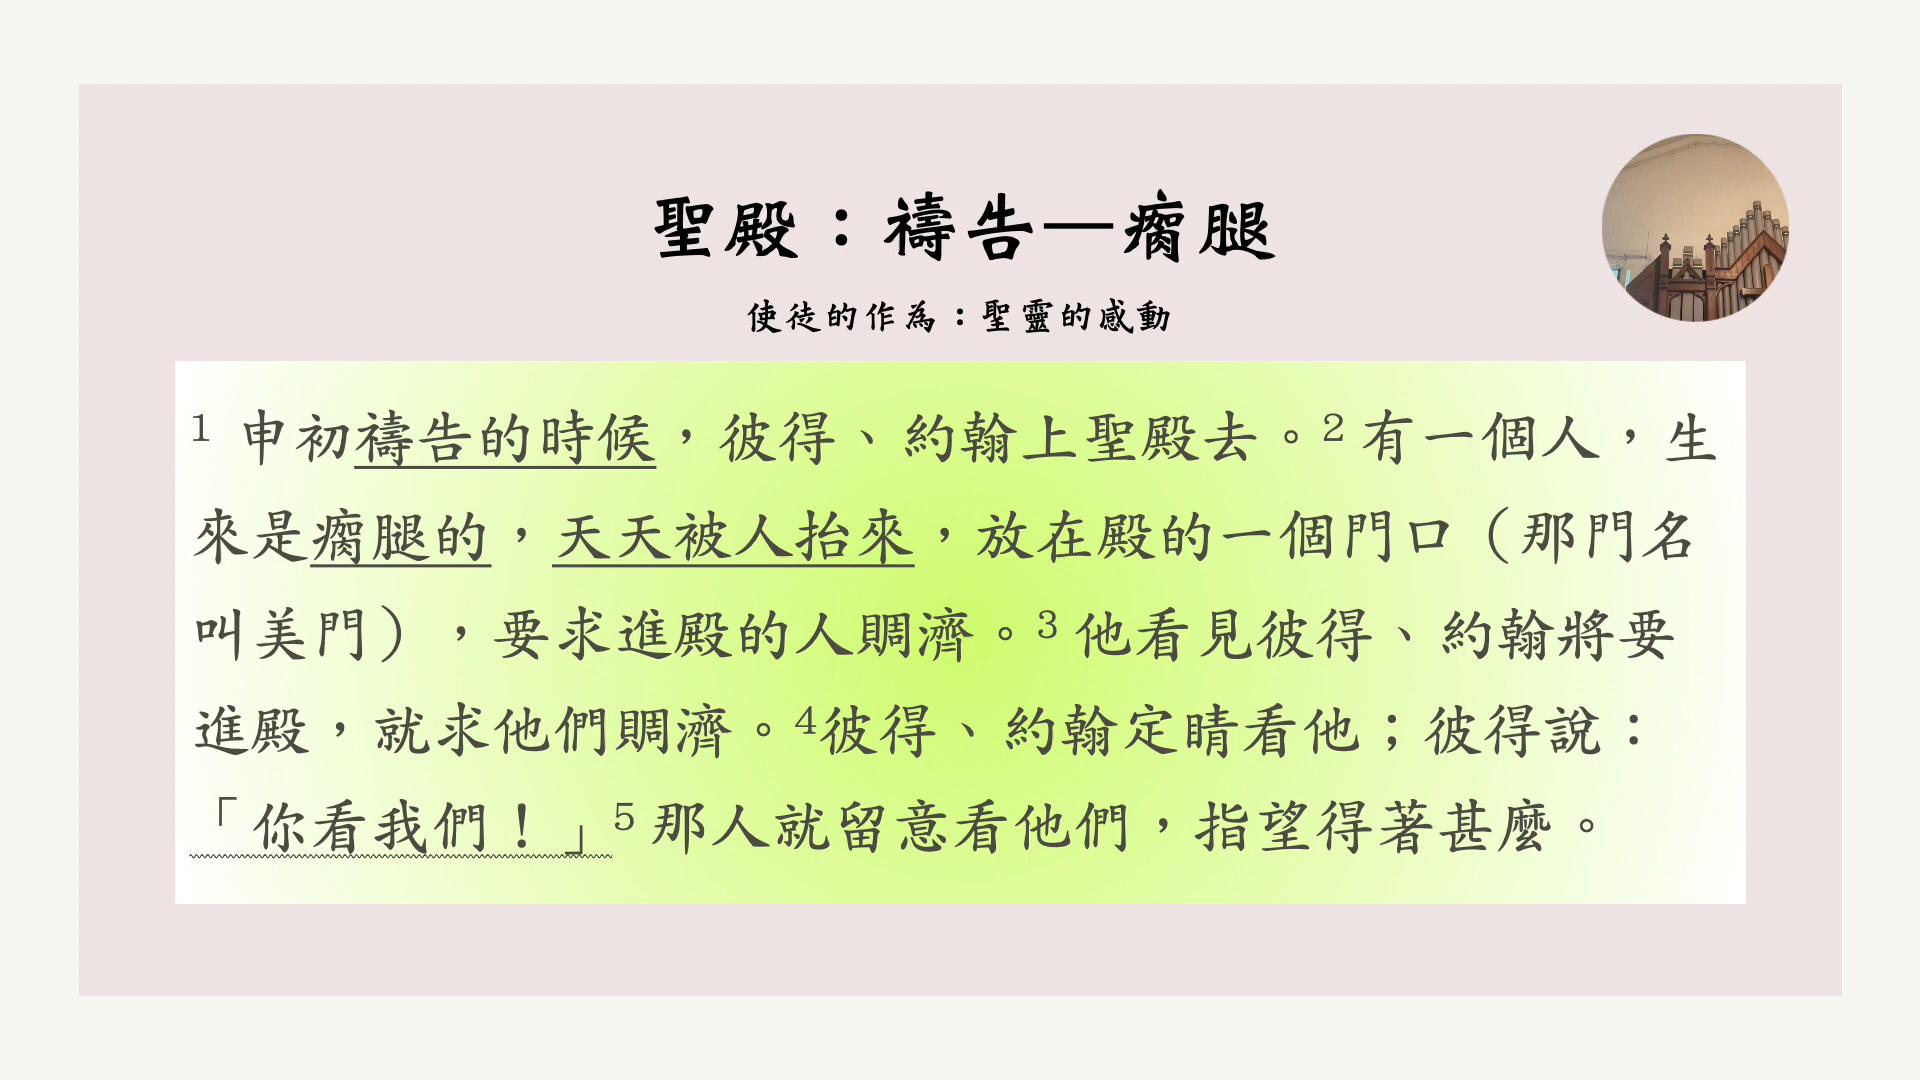 聖殿：禱告—瘸腿
使徒的作為：聖靈的感動
1 申初禱告的時候，彼得、約翰上聖殿去。2 有一個人，生
來是瘸腿的，天天被人抬來，放在殿的一個門口（那門名
叫美門），要求進殿的人賙濟。3 他看見彼得、約翰將要
進殿，就求他們賙濟。4彼得、約翰定睛看他；彼得說：
「你看我們！」5 那人就留意看他們，指望得著甚麼。